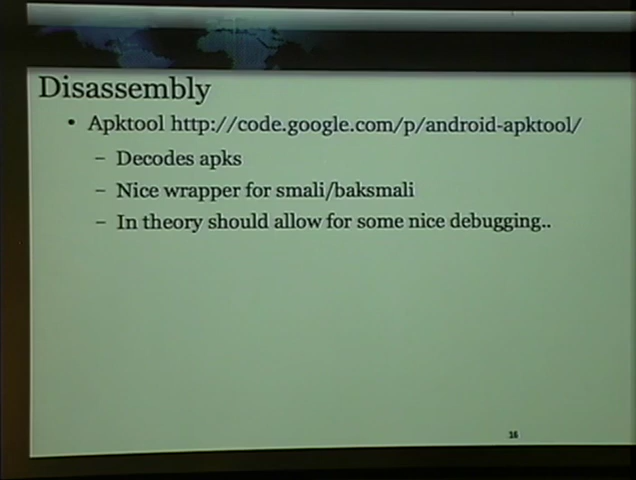 Disassembly
• Apktool http://code.google.com/p/android-apktool/
– Decodes apks
– Nice wrapper for smali/baksmali
– In theory should allow for some nice debugging..
16